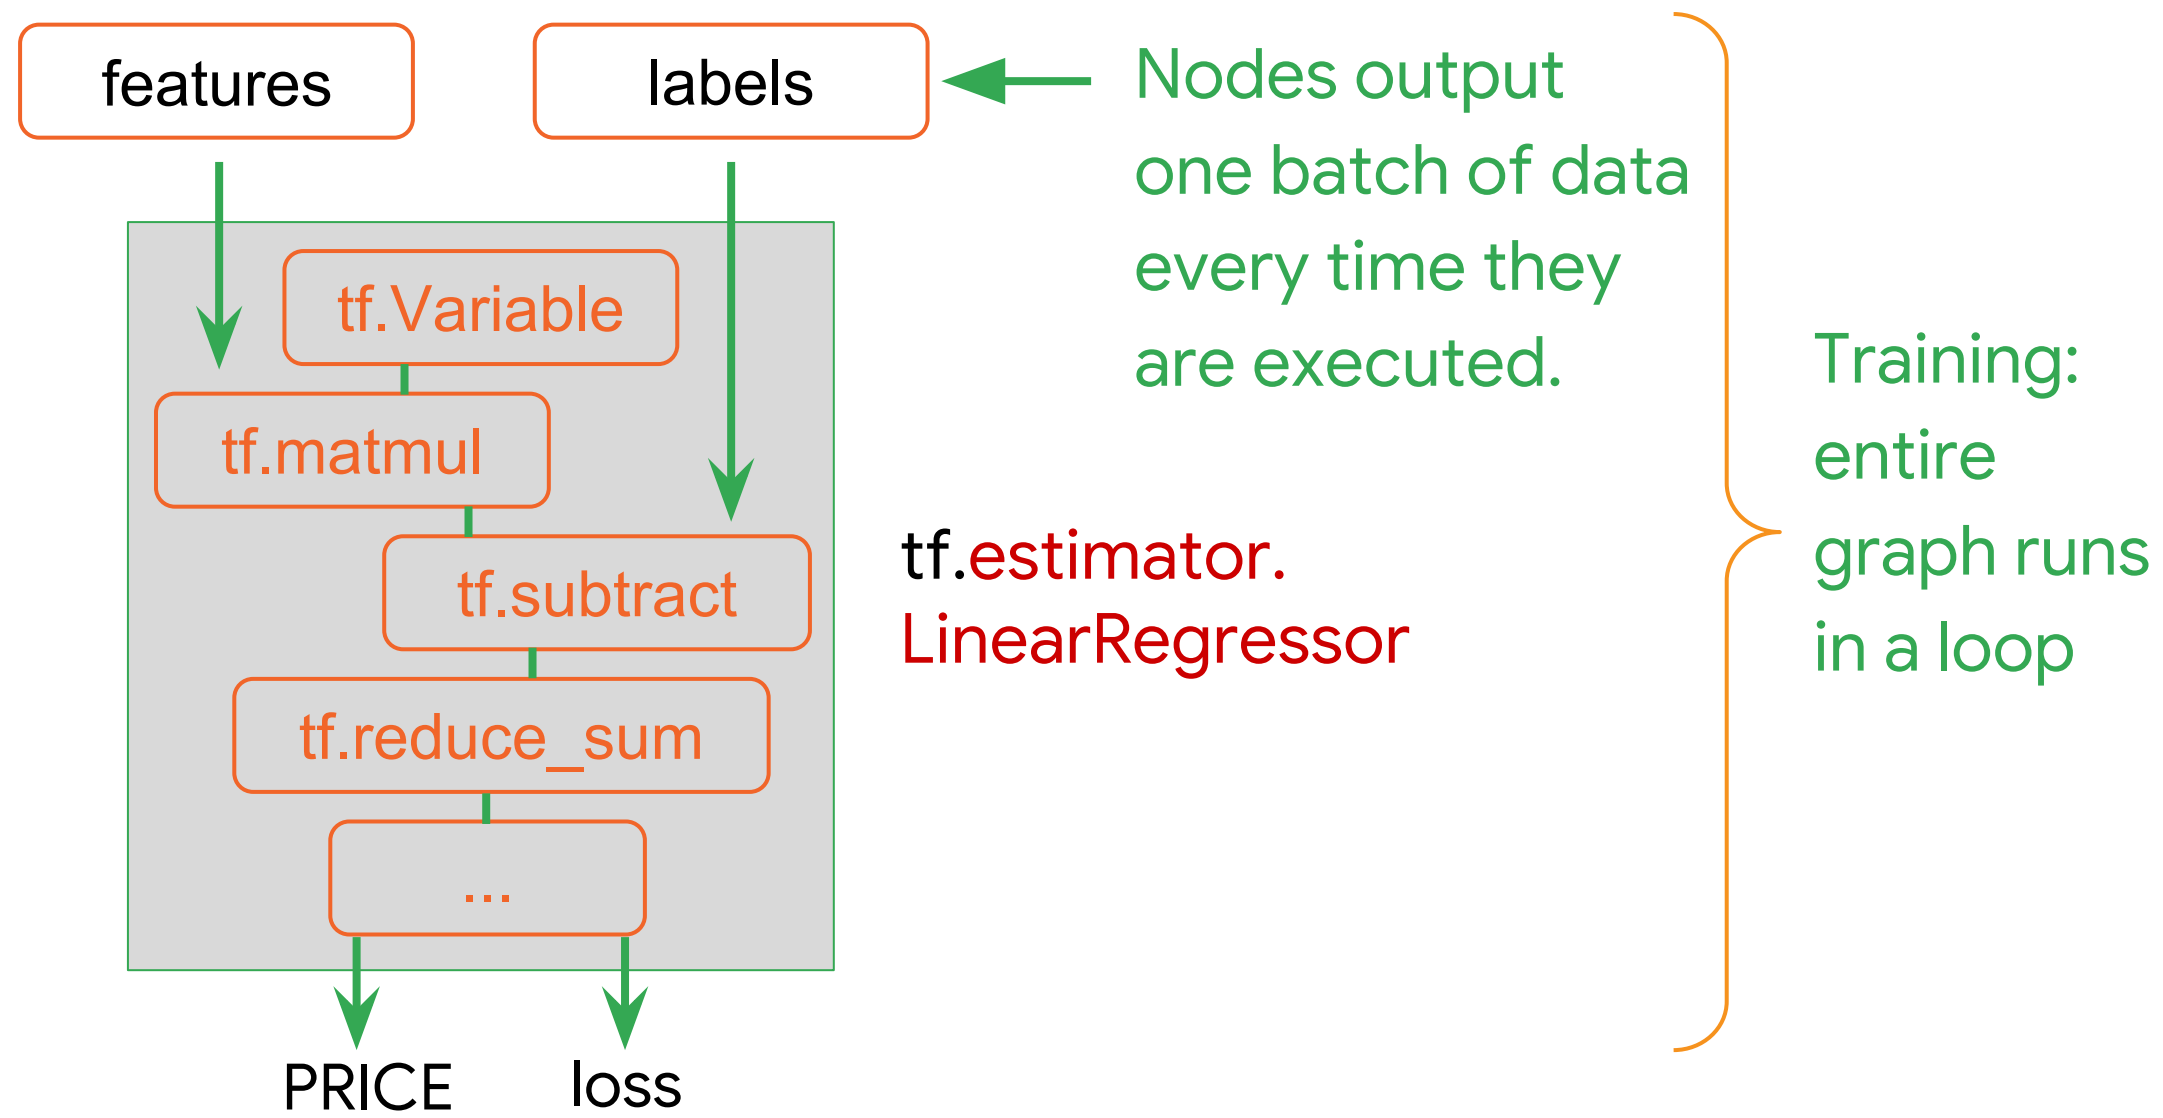 features
labels
Nodes output
one batch of data
every time they
are executed.
tf.Variable
tf.matmul
tf.subtract
tf.reduce_sum
...
PRICE
loss
tf.estimator.
LinearRegressor
Training:
entire
graph runs
in a loop